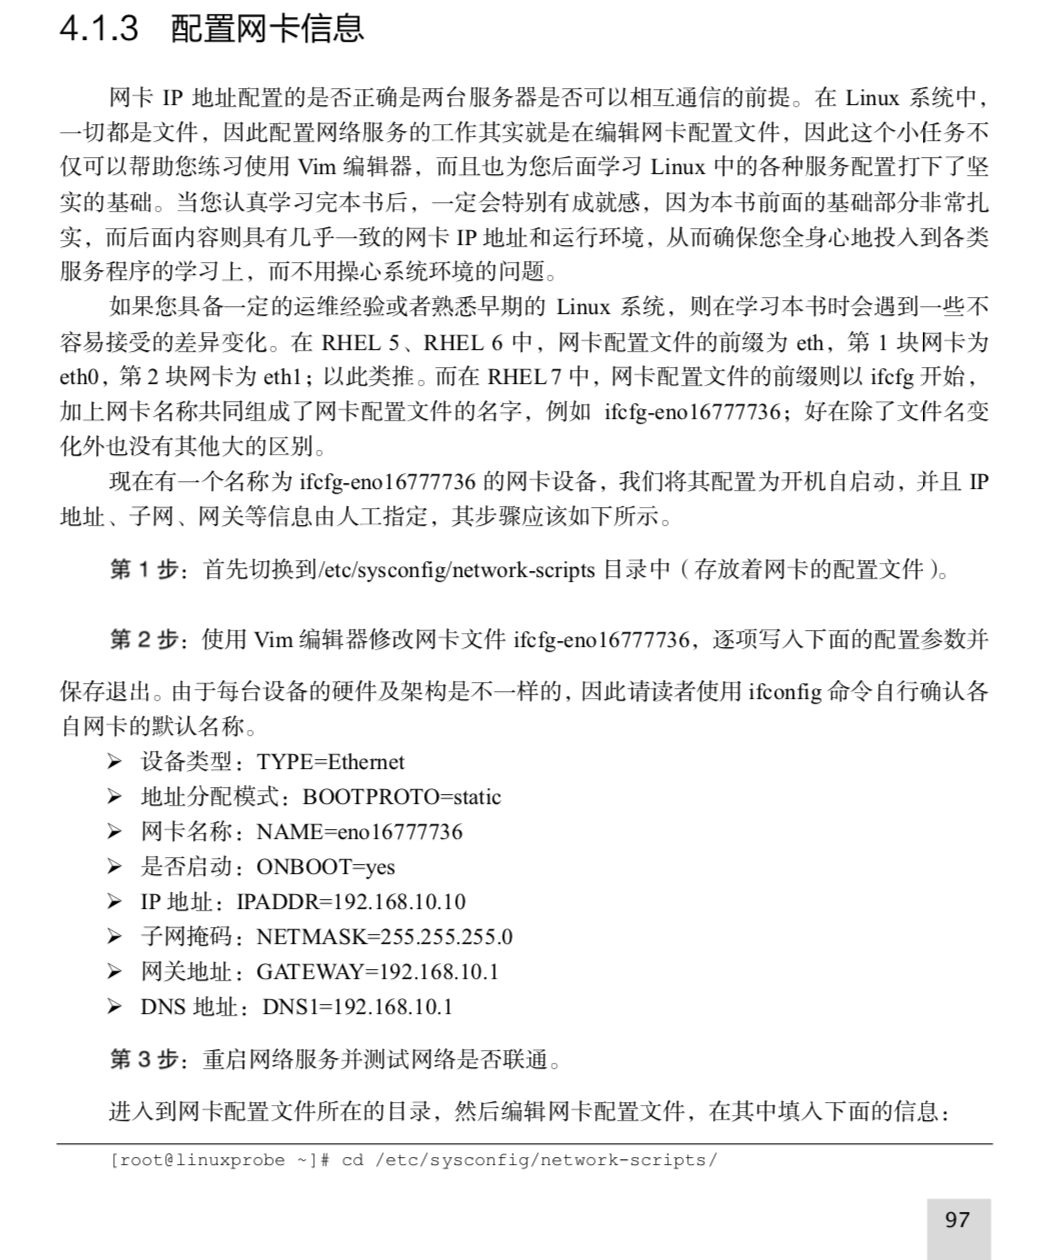 4.1.3 配置网卡信息
网卡 IP 地址配置的是否正确是两台服务器是否可以相互通信的前提。在 Linux 系统中，
一切都是文件，因此配置网络服务的工作其实就是在编辑网卡配置文件，因此这个小任务不
仅可以帮助您练习使用 Vim 编辑器，而且也为您后面学习 Linux 中的各种服务配置打下了坚
实的基础。当您认真学习完本书后，一定会特别有成就感，因为本书前面的基础部分非常扎
实，而后面内容则具有几乎一致的网卡 IP 地址和运行环境，从而确保您全身心地投入到各类
服务程序的学习上，而不用操心系统环境的问题。
如果您具备一定的运维经验或者熟悉早期的 Linux 系统，则在学习本书时会遇到一些不
容易接受的差异变化。在 RHEL 5、RHEL 6 中，网卡配置文件的前缀为 eth，第 1 块网卡为
eth0，第 2 块网卡为 eth1；以此类推。而在 RHEL 7 中，网卡配置文件的前缀则以 ifcfg 开始，
加上网卡名称共同组成了网卡配置文件的名字，例如 ifcfg-eno16777736；好在除了文件名变
化外也没有其他大的区别。
现在有一个名称为 ifcfg-eno16777736 的网卡设备，我们将其配置为开机自启动，并且 IP
地址、子网、网关等信息由人工指定，其步骤应该如下所示。
第 1 步：首先切换到/etc/sysconfig/network-scripts 目录中（存放着网卡的配置文件）。
第 2 步：使用 Vim 编辑器修改网卡文件 ifcfg-eno16777736，逐项写入下面的配置参数并
保存退出。由于每台设备的硬件及架构是不一样的，因此请读者使用 ifconfig 命令自行确认各
自网卡的默认名称。
➢ 设备类型：TYPE=Ethernet
➢ 地址分配模式：BOOTPROTO=static
➢ 网卡名称：NAME=eno16777736
➢ 是否启动：ONBOOT=yes
➢ IP 地址：IPADDR=192.168.10.10
➢ 子网掩码：NETMASK=255.255.255.0
➢ 网关地址：GATEWAY=192.168.10.1
➢ DNS 地址：DNS1=192.168.10.1
第 3 步：重启网络服务并测试网络是否联通。
进入到网卡配置文件所在的目录，然后编辑网卡配置文件，在其中填入下面的信息：
[root@linuxprobe ~]# cd /etc/sysconfig/network-scripts/
97